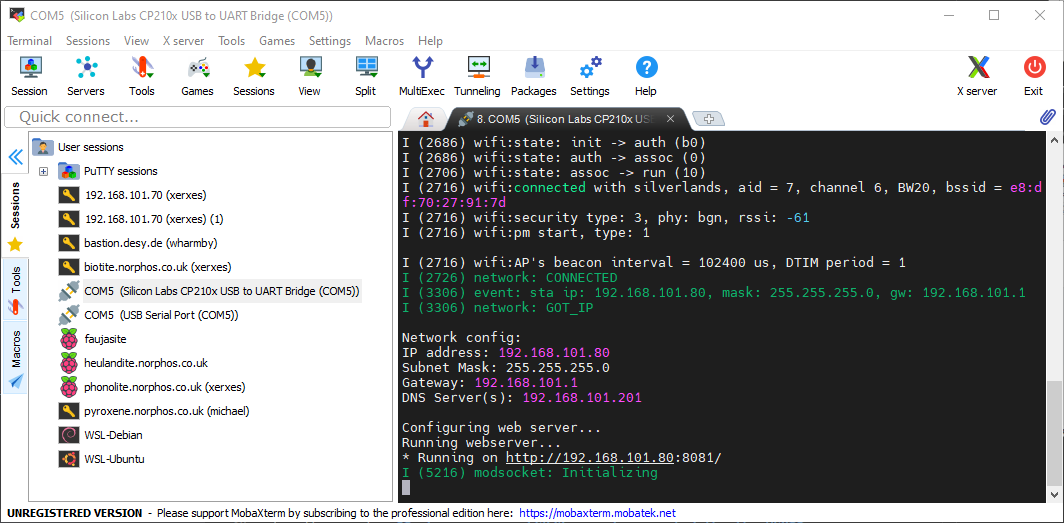 COM5  (Silicon Labs CP210x USB to UART Bridge (COM5))
Terminal Sessions View X server Tools Games Settings Macros Help
Session Servers Tools Games Sessions View Split MultiExec Tunneling Packages Settings Help X server Exit
Quick connect...
8. COM5  (Silicon Labs CP210x USB
Sessions
Tools
Macros
User sessions
PuTTY sessions
192.168.101.70 (xerxes)
192.168.101.70 (xerxes) (1)
bastion.desy.de (wharmby)
biotite.norphos.co.uk (xerxes)
COM5  (Silicon Labs CP210x USB to UART Bridge (COM5))
COM5  (USB Serial Port (COM5))
faujasite
heulandite.norphos.co.uk
phonolite.norphos.co.uk (xerxes)
pyroxene.norphos.co.uk (michael)
WSL-Debian
WSL-Ubuntu
I (2686) wifi:state: init -> auth (b0)
I (2686) wifi:state: auth -> assoc (0)
I (2706) wifi:state: assoc -> run (10)
I (2716) wifi:connected with silverlands, aid = 7, channel 6, BW20, bssid = e8:d
f:70:27:91:7d
I (2716) wifi:security type: 3, phy: bgn, rssi: -61
I (2716) wifi:pm start, type: 1
I (2716) wifi:AP's beacon interval = 102400 us, DTIM period = 1
I (2726) network: CONNECTED
I (3306) event: sta ip: 192.168.101.80, mask: 255.255.255.0, gw: 192.168.101.1
I (3306) network: GOT_IP
Network config:
IP address: 192.168.101.80
Subnet Mask: 255.255.255.0
Gateway: 192.168.101.1
DNS Server(s): 192.168.101.201
Configuring web server...
Running webserver...
* Running on http://192.168.101.80:8081/
I (5216) modsocket: Initializing
UNREGISTERED VERSION - Please support MobaXterm by subscribing to the professional edition here: https://mobaxterm.mobatek.net